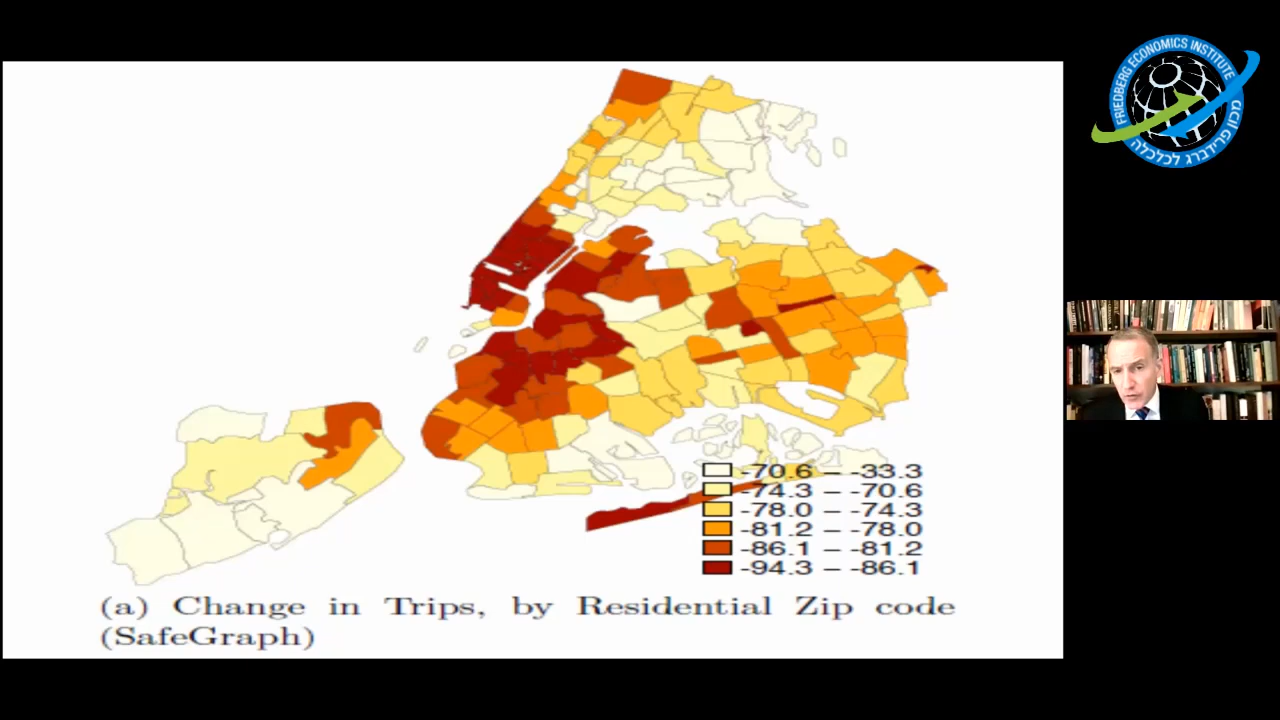 FRIEDBERG ECONOMICS INSTITUTE
מכון פרידברג לכלכלה
-70.6 – -33.3
-74.3 – -70.6
-78.0 – -74.3
-81.2 – -78.0
-86.1 – -81.2
-94.3 – -86.1
(a) Change in Trips, by Residential Zip code
(SafeGraph)